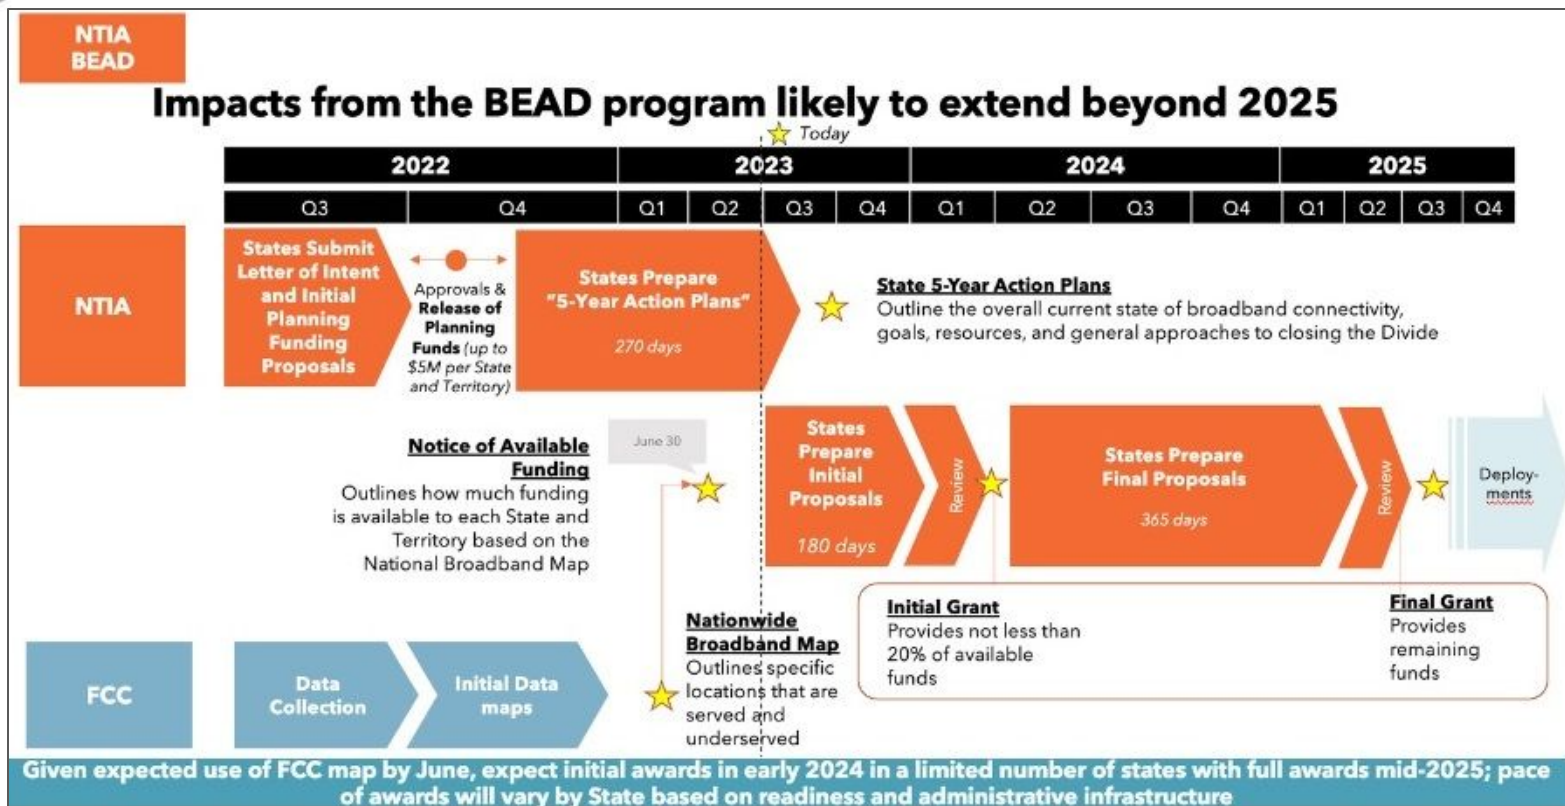 NTIA
BEAD
Impacts from the BEAD program likely to extend beyond 2025
Today
2022
2023
2024
2025
Q3
Q4
Q1
Q2
Q3
Q4
Q1
Q2
Q3
Q4
Q1
Q2
Q3
Q4
NTIA
States Submit
Letter of Intent
and Initial
Planning
Funding
Proposals
Approvals &
Release of
Planning
Funds (up to
$5M per State
and Territory)
States Prepare
"5-Year Action Plans"
270 days
State 5-Year Action Plans
Outline the overall current state of broadband connectivity,
goals, resources, and general approaches to closing the Divide
Notice of Available
Funding
Outlines how much funding
is available to each State and
Territory based on the
National Broadband Map
June 30
States
Prepare
Initial
Proposals
180 days
Review
States Prepare
Final Proposals
365 days
Review
Deploy-
ments
Initial Grant
Provides not less than
20% of available
funds
Final Grant
Provides
remaining
funds
FCC
Data
Collection
Initial Data
maps
Nationwide
Broadband Map
Outlines specific
locations that are
served and
underserved
Given expected use of FCC map by June, expect initial awards in early 2024 in a limited number of states with full awards mid-2025; pace
of awards will vary by State based on readiness and administrative infrastructure